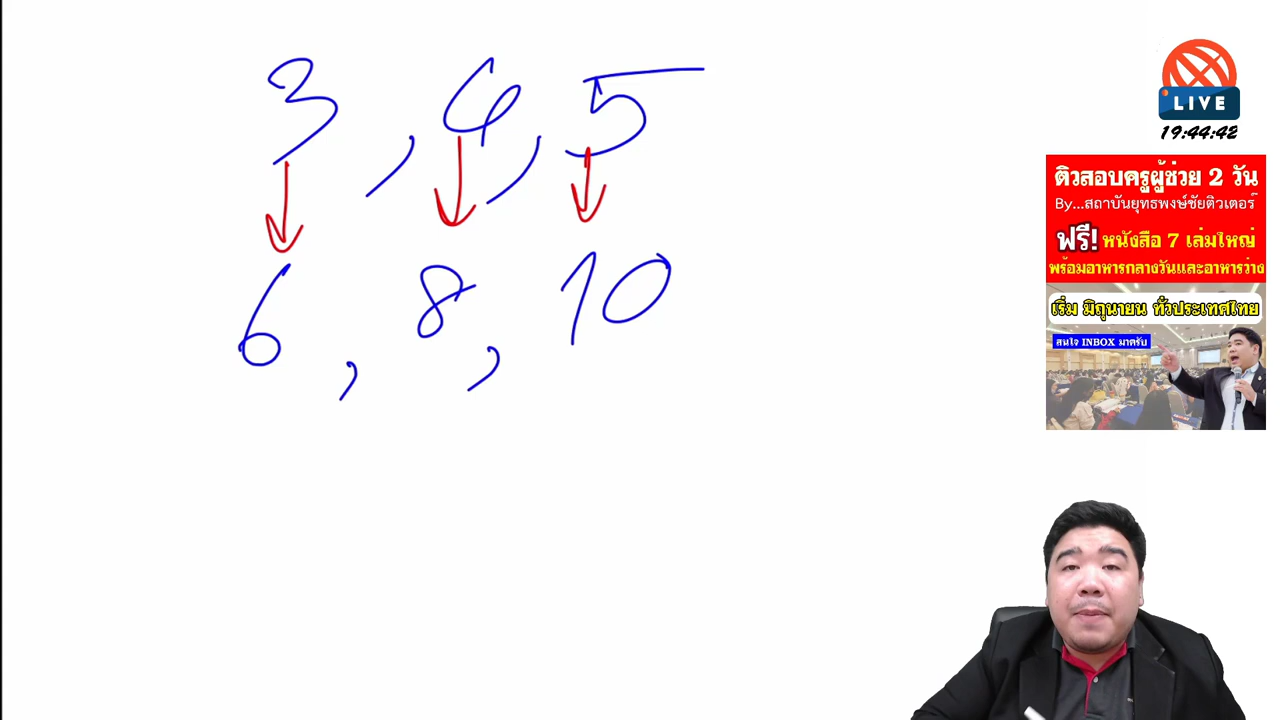 3, 4, 5
6, 8, 10
LIVE
19:44:42
ติวสอบครูผู้ช่วย 2 วัน
By...สถาบันยุทธพงษ์ชัยติวเตอร์
ฟรี! หนังสือ 7 เล่มใหญ่
พร้อมอาหารกลางวันและอาหารว่าง
เริ่ม มิถุนายน ทั่วประเทศไทย
สนใจ INBOX มาครับ